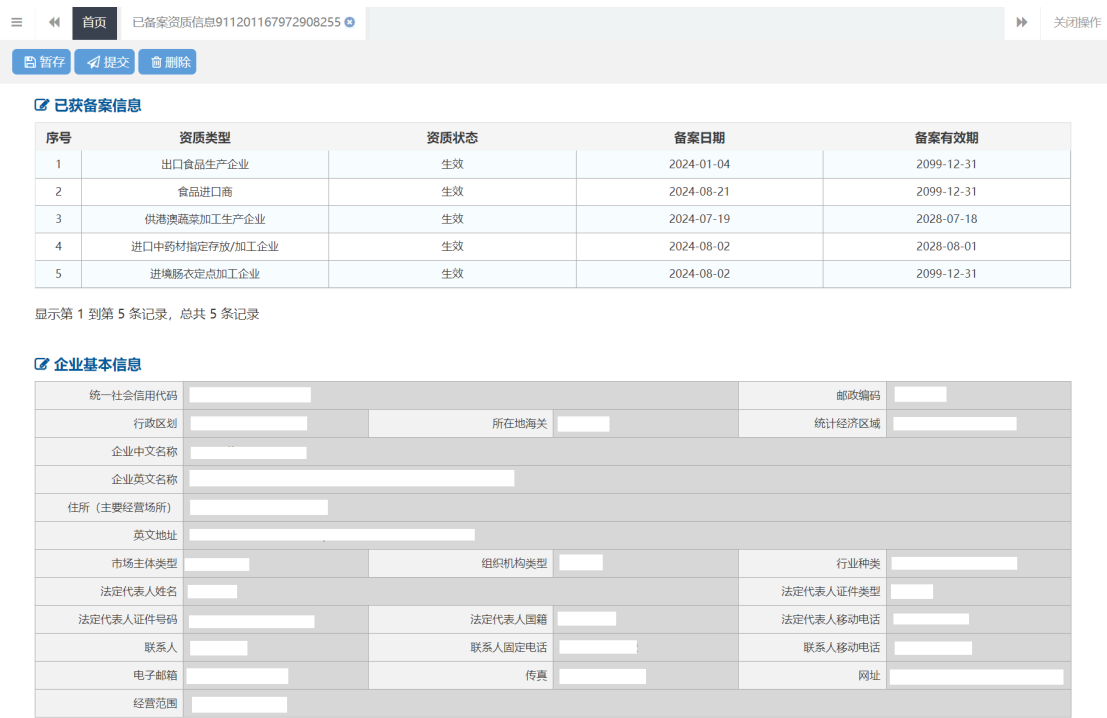 首页 已备案资质信息911201167972908255 关闭操作
暂存 提交 删除
已获备案信息
序号 资质类型 资质状态 备案日期 备案有效期
1 出口食品生产企业 生效 2024-01-04 2099-12-31
2 食品进口商 生效 2024-08-21 2099-12-31
3 供港澳蔬菜加工生产企业 生效 2024-07-19 2028-07-18
4 进口中药材指定存放/加工企业 生效 2024-08-02 2028-08-01
5 进境肠衣定点加工企业 生效 2024-08-02 2099-12-31
显示第 1 到第 5 条记录，总共 5 条记录
企业基本信息
统一社会信用代码 邮政编码
行政区划 所在地海关 统计经济区域
企业中文名称
企业英文名称
住所（主要经营场所）
英文地址
市场主体类型 组织机构类型 行业种类
法定代表人姓名 法定代表人证件类型
法定代表人证件号码 法定代表人国籍 法定代表人移动电话
联系人 联系人固定电话 联系人移动电话
电子邮箱 传真 网址
经营范围